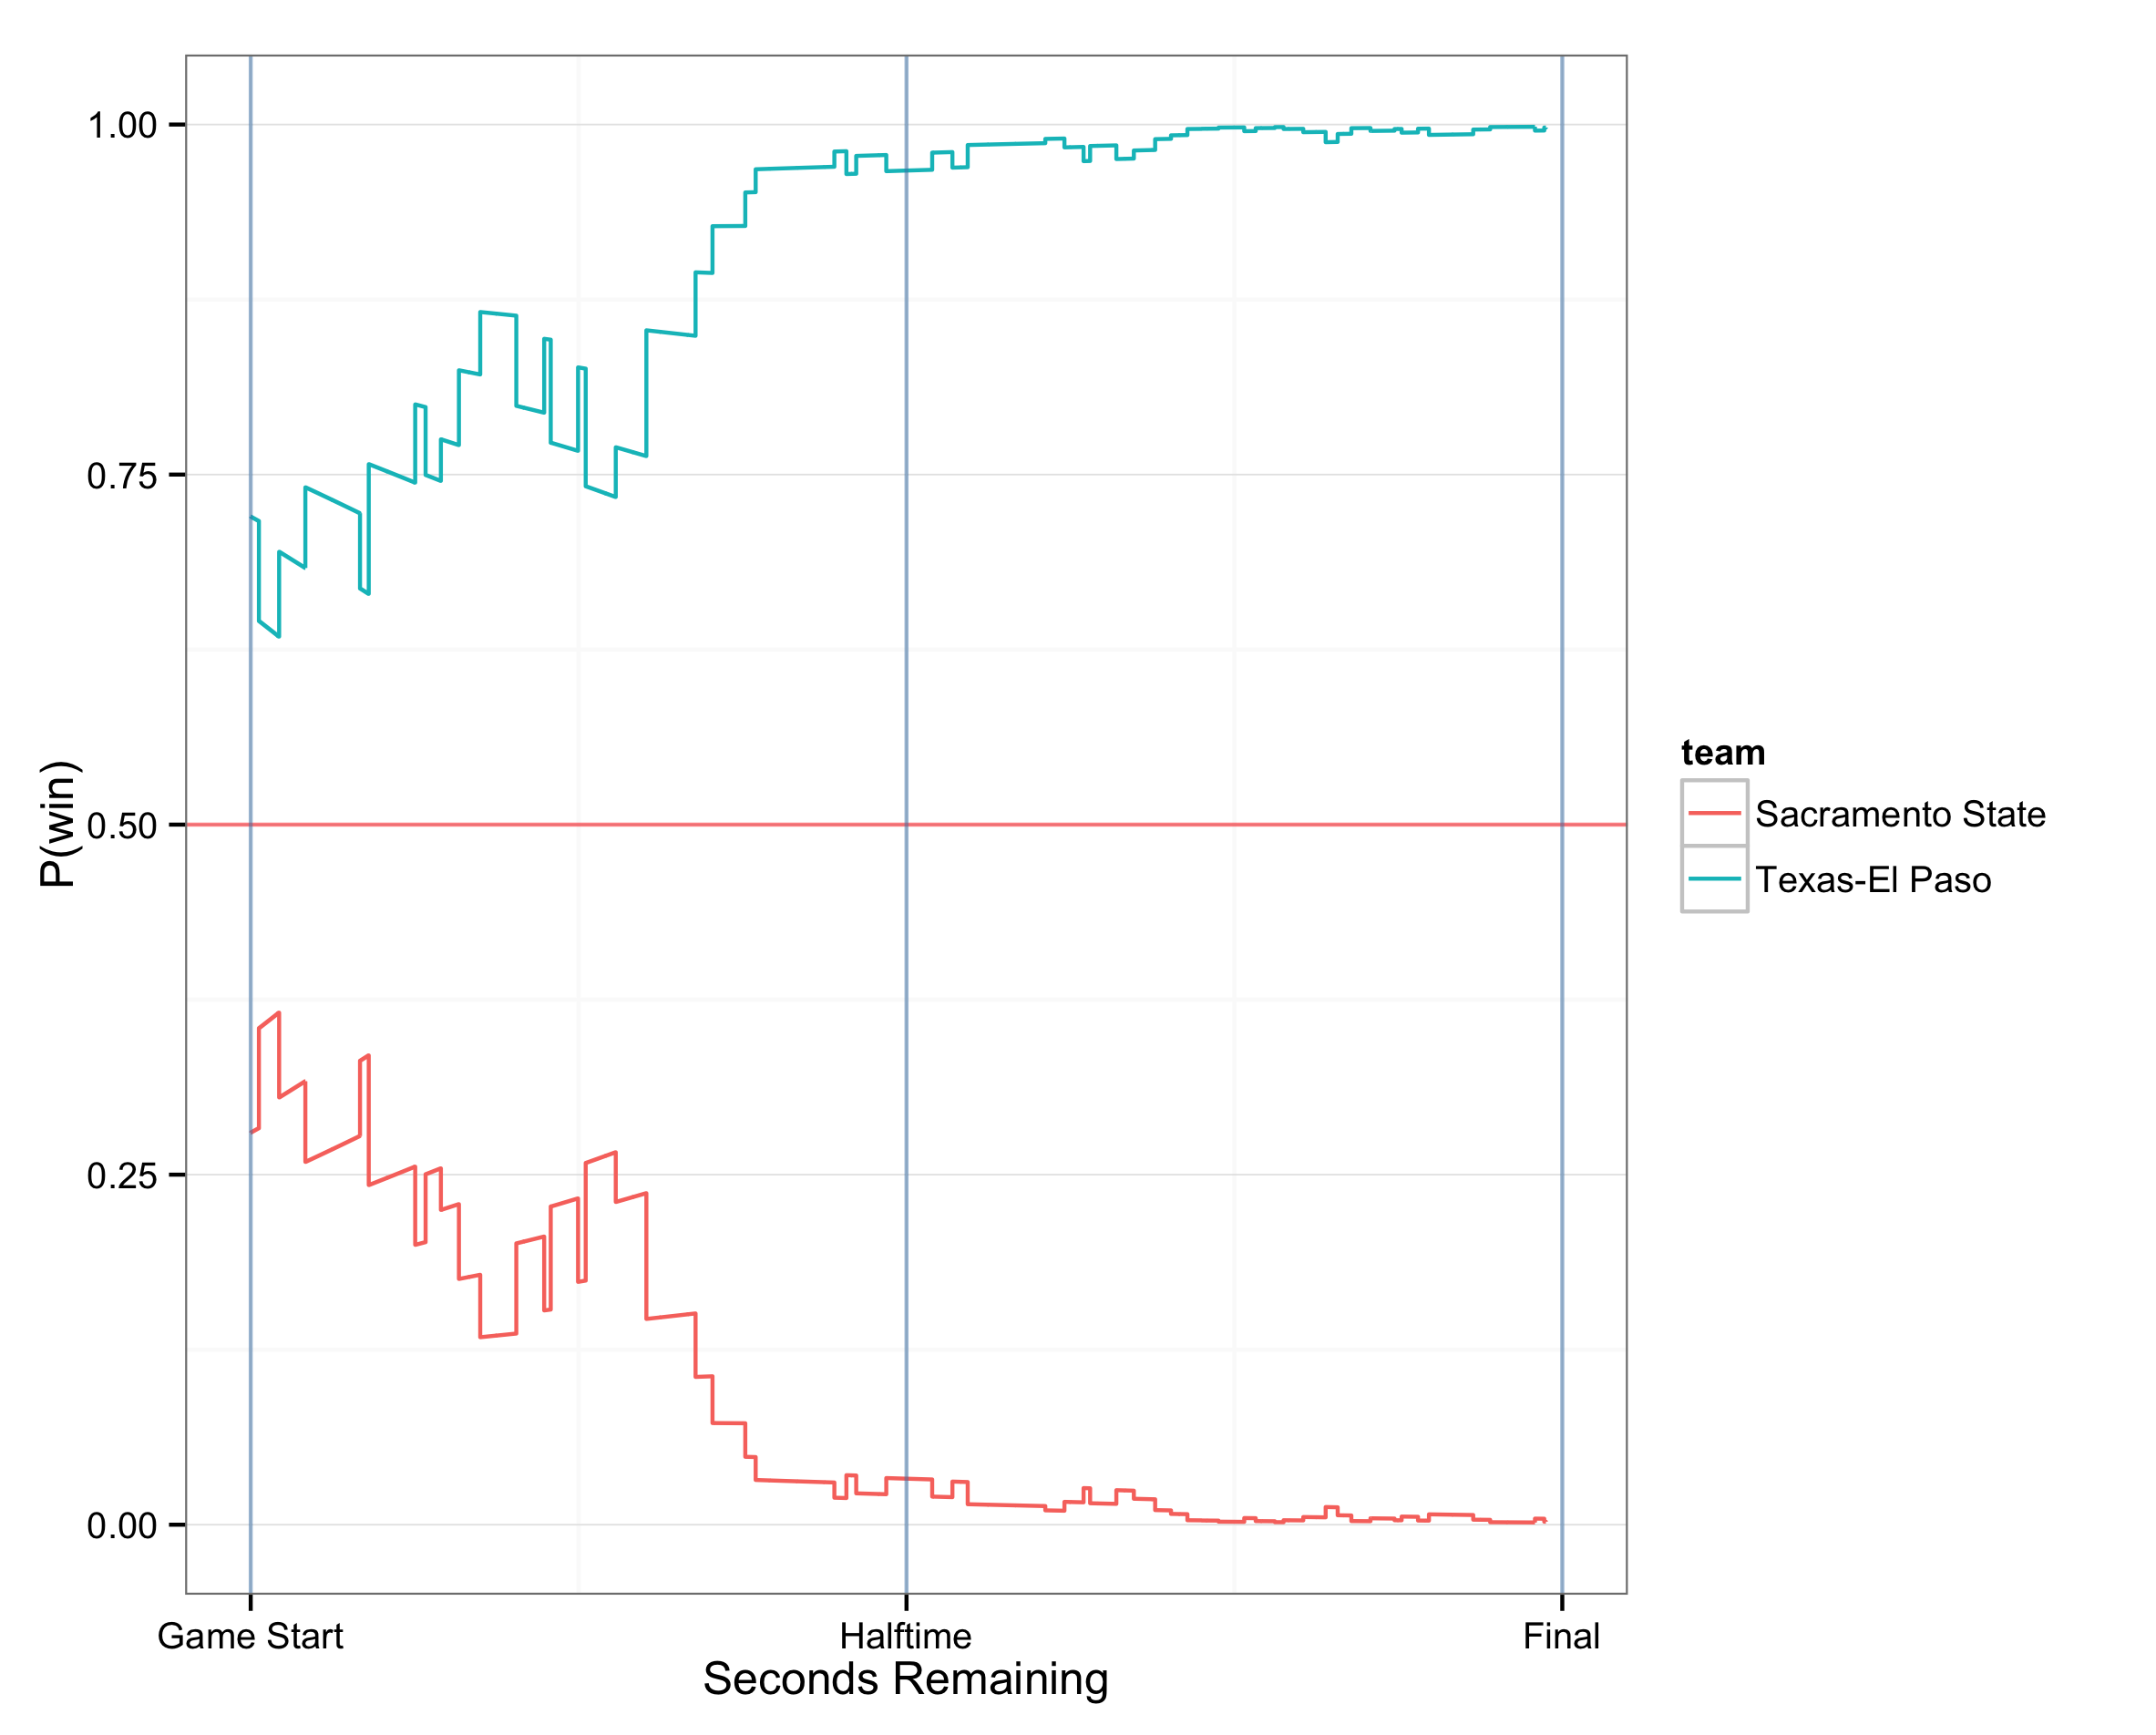 P(win)
1.00
0.75
0.50
0.25
0.00
Game Start
Halftime
Final
Seconds Remaining
team
Sacramento State
Texas-El Paso